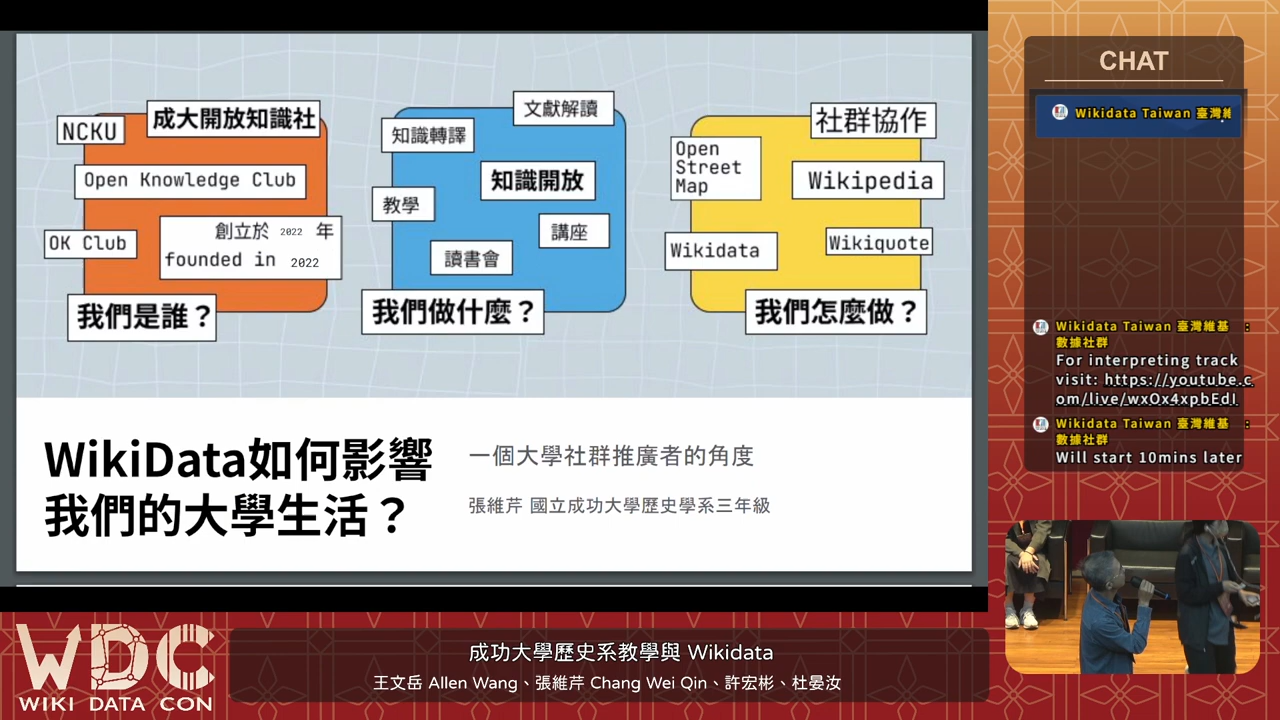 NCKU
成大開放知識社
Open Knowledge Club
OK Club
創立於 2022 年
founded in 2022
我們是誰？
文獻解讀
知識轉譯
知識開放
教學
講座
讀書會
我們做什麼？
社群協作
Open
Street
Map
Wikipedia
Wikidata
Wikiquote
我們怎麼做？
WikiData如何影響
我們的大學生活？
一個大學社群推廣者的角度
張維芹 國立成功大學歷史學系三年級
CHAT
Wikidata Taiwan 臺灣維
Wikidata Taiwan 臺灣維基 :
數據社群
For interpreting track
visit: https://youtube.c
om/live/wxOx4xpbEdI
Wikidata Taiwan 臺灣維基 :
數據社群
Will start 10mins later
WDC
WIKI DATA CON
成功大學歷史系教學與 Wikidata
王文岳 Allen Wang、張維芹 Chang Wei Qin、許宏彬、杜晏汝